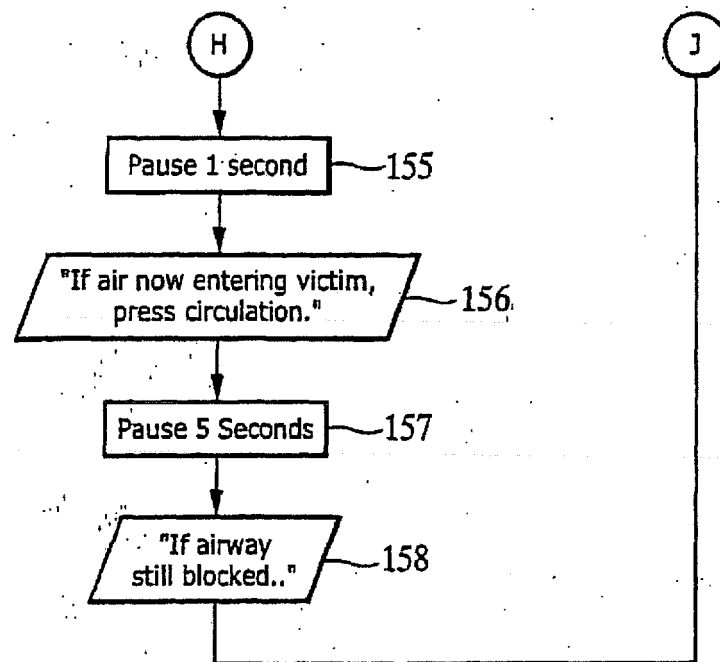 H
J
Pause 1 second
155
"If air now entering victim,
press circulation."
156
Pause 5 Seconds
157
"If airway
still blocked.."
158